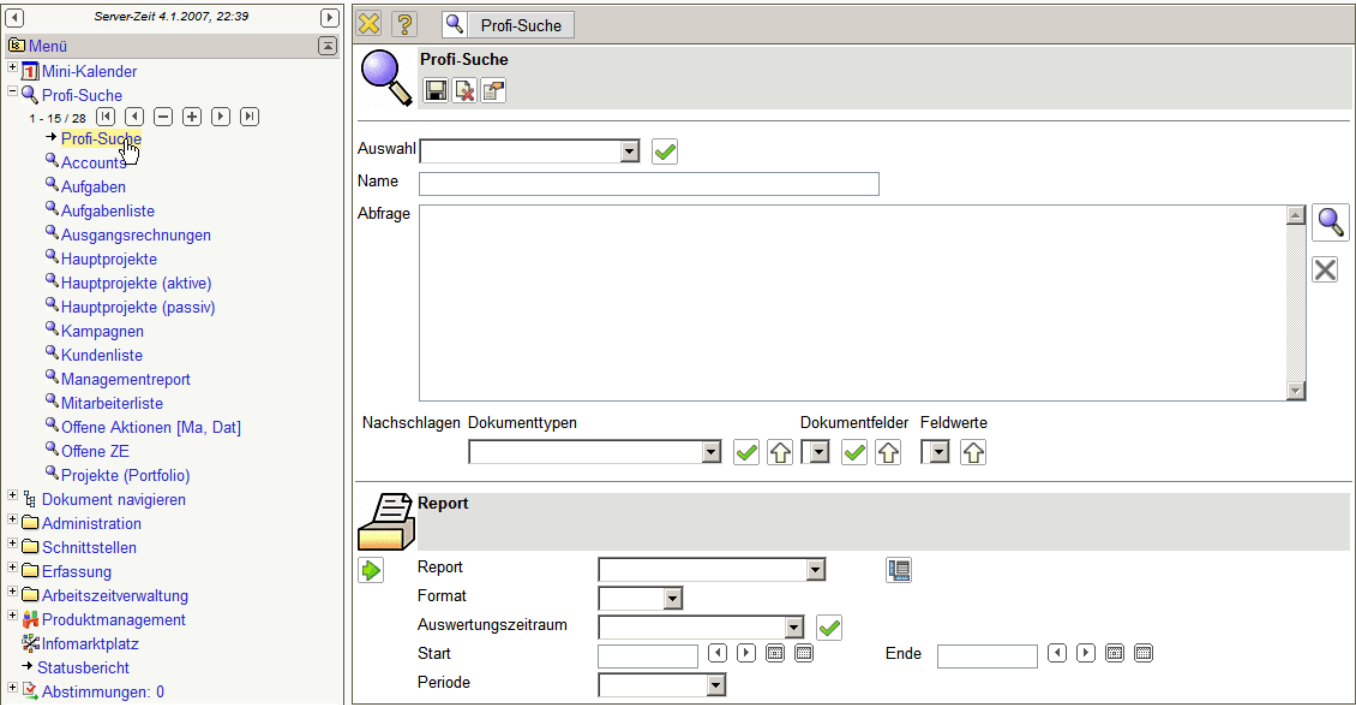 Server-Zeit 4.1.2007, 22:39
Menü
1 Mini-Kalender
Profi-Suche
1 - 15 / 28
Profi-Suche
Accounts
Aufgaben
Aufgabenliste
Ausgangsrechnungen
Hauptprojekte
Hauptprojekte (aktive)
Hauptprojekte (passiv)
Kampagnen
Kundenliste
Managementreport
Mitarbeiterliste
Offene Aktionen [Ma, Dat]
Offene ZE
Projekte (Portfolio)
Dokument navigieren
Administration
Schnittstellen
Erfassung
Arbeitszeitverwaltung
Produktmanagement
Infomarktplatz
Statusbericht
Abstimmungen: 0
? Profi-Suche
Profi-Suche
Auswahl
Name
Abfrage
Nachschlagen Dokumenttypen Dokumentfelder Feldwerte
Report
Report
Format
Auswertungszeitraum
Start Ende
Periode